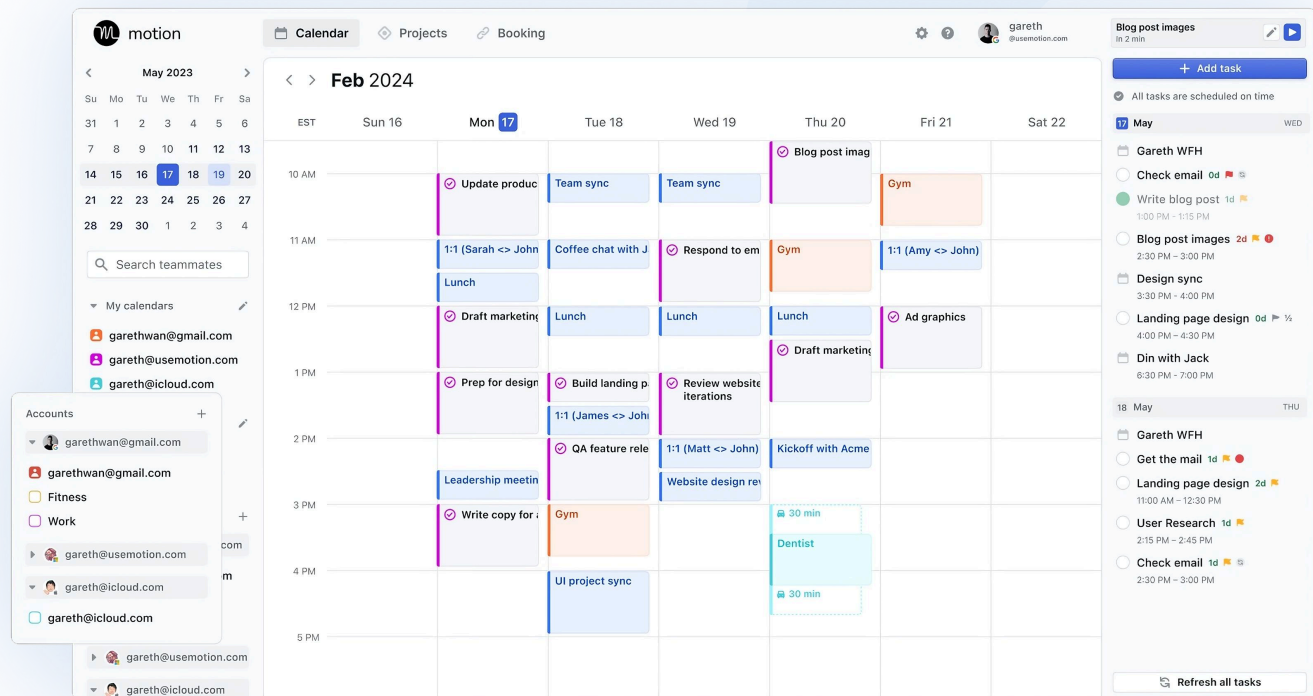 motion
Calendar
Projects
Booking
gareth
@usemotion.com
Blog post images
in 2 min
May 2023
Su Mo Tu We Th Fr Sa
31 1 2 3 4 5 6
7 8 9 10 11 12 13
14 15 16 17 18 19 20
21 22 23 24 25 26 27
28 29 30 1 2 3 4
Search teammates
My calendars
garethwan@gmail.com
gareth@usemotion.com
gareth@icloud.com
Accounts
garethwan@gmail.com
garethwan@gmail.com
Fitness
Work
gareth@usemotion.com
gareth@icloud.com
gareth@icloud.com
com
m
gareth@usemotion.com
gareth@icloud.com
Feb 2024
EST Sun 16 Mon 17 Tue 18 Wed 19 Thu 20 Fri 21 Sat 22
10 AM
11 AM
12 PM
1 PM
2 PM
3 PM
4 PM
5 PM
Update produc
1:1 (Sarah <> John
Lunch
Draft marketing
Prep for design
Leadership meetin
Write copy for
Team sync
Coffee chat with J
Lunch
Build landing p
1:1 (James <> Joh
QA feature rele
Gym
UI project sync
Team sync
Respond to em
Lunch
Review website
iterations
1:1 (Matt <> John)
Website design re
Blog post imag
Gym
Lunch
Draft marketing
Kickoff with Acme
30 min
Dentist
30 min
Gym
1:1 (Amy <> John)
Ad graphics
+ Add task
All tasks are scheduled on time
17 May WED
Gareth WFH
Check email 0d
Write blog post 1d
1:00 PM - 1:15 PM
Blog post images 2d
2:30 PM – 3:00 PM
Design sync
3:30 PM - 4:00 PM
Landing page design 0d ½
4:00 PM – 4:30 PM
Din with Jack
6:30 PM - 7:00 PM
18 May THU
Gareth WFH
Get the mail 1d
Landing page design 2d
11:00 AM – 12:30 PM
User Research 1d
2:15 PM – 2:45 PM
Check email 1d
2:30 PM – 3:00 PM
Refresh all tasks